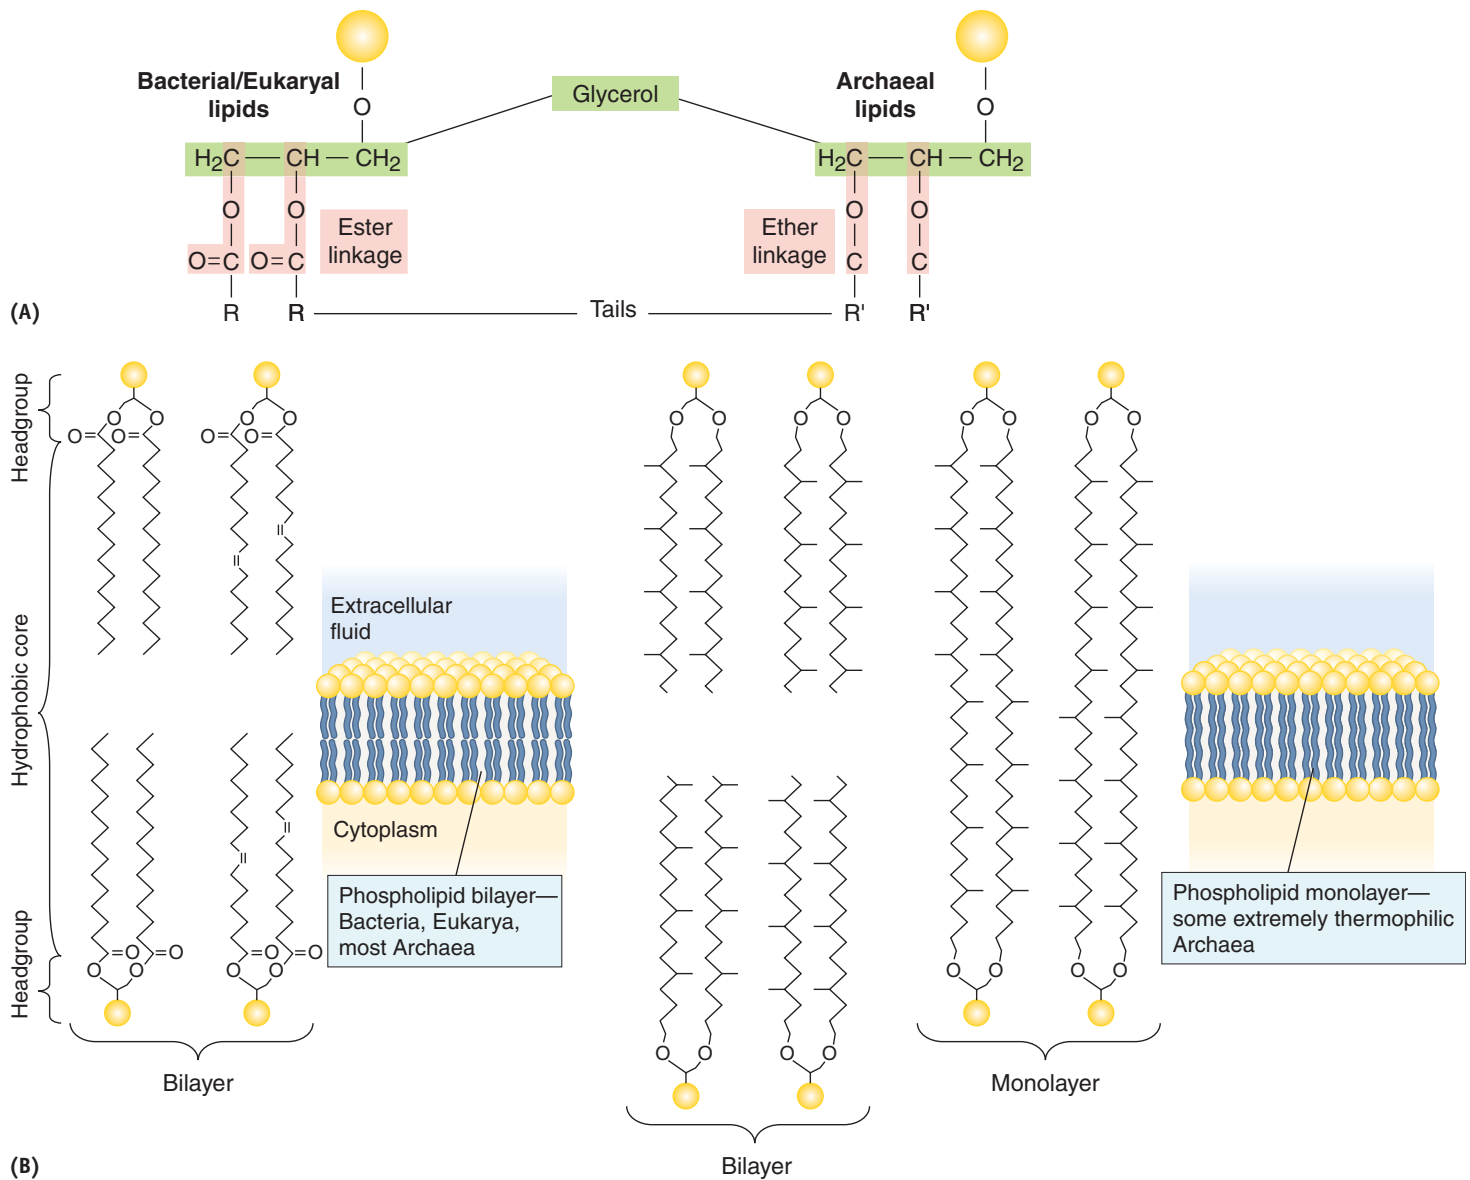 Bacterial/Eukaryal
lipids
Glycerol
Archaeal
lipids
O
O
H₂C — CH — CH₂
H₂C — CH — CH₂
O
O
Ester
linkage
Ether
linkage
O
O
O=C
O=C
C
C
R
R
Tails
R'
R'
(A)
Headgroup
Hydrophobic core
Headgroup
O
O
O=
O=
O
O
O=
O=
O
O
O
O
O
O
O
O
Extracellular
fluid
Cytoplasm
Phospholipid bilayer—
Bacteria, Eukarya,
most Archaea
Phospholipid monolayer—
some extremely thermophilic
Archaea
=O
=O
O
O
=O
=O
O
O
O
O
O
O
O
O
O
O
Bilayer
Monolayer
Bilayer
(B)